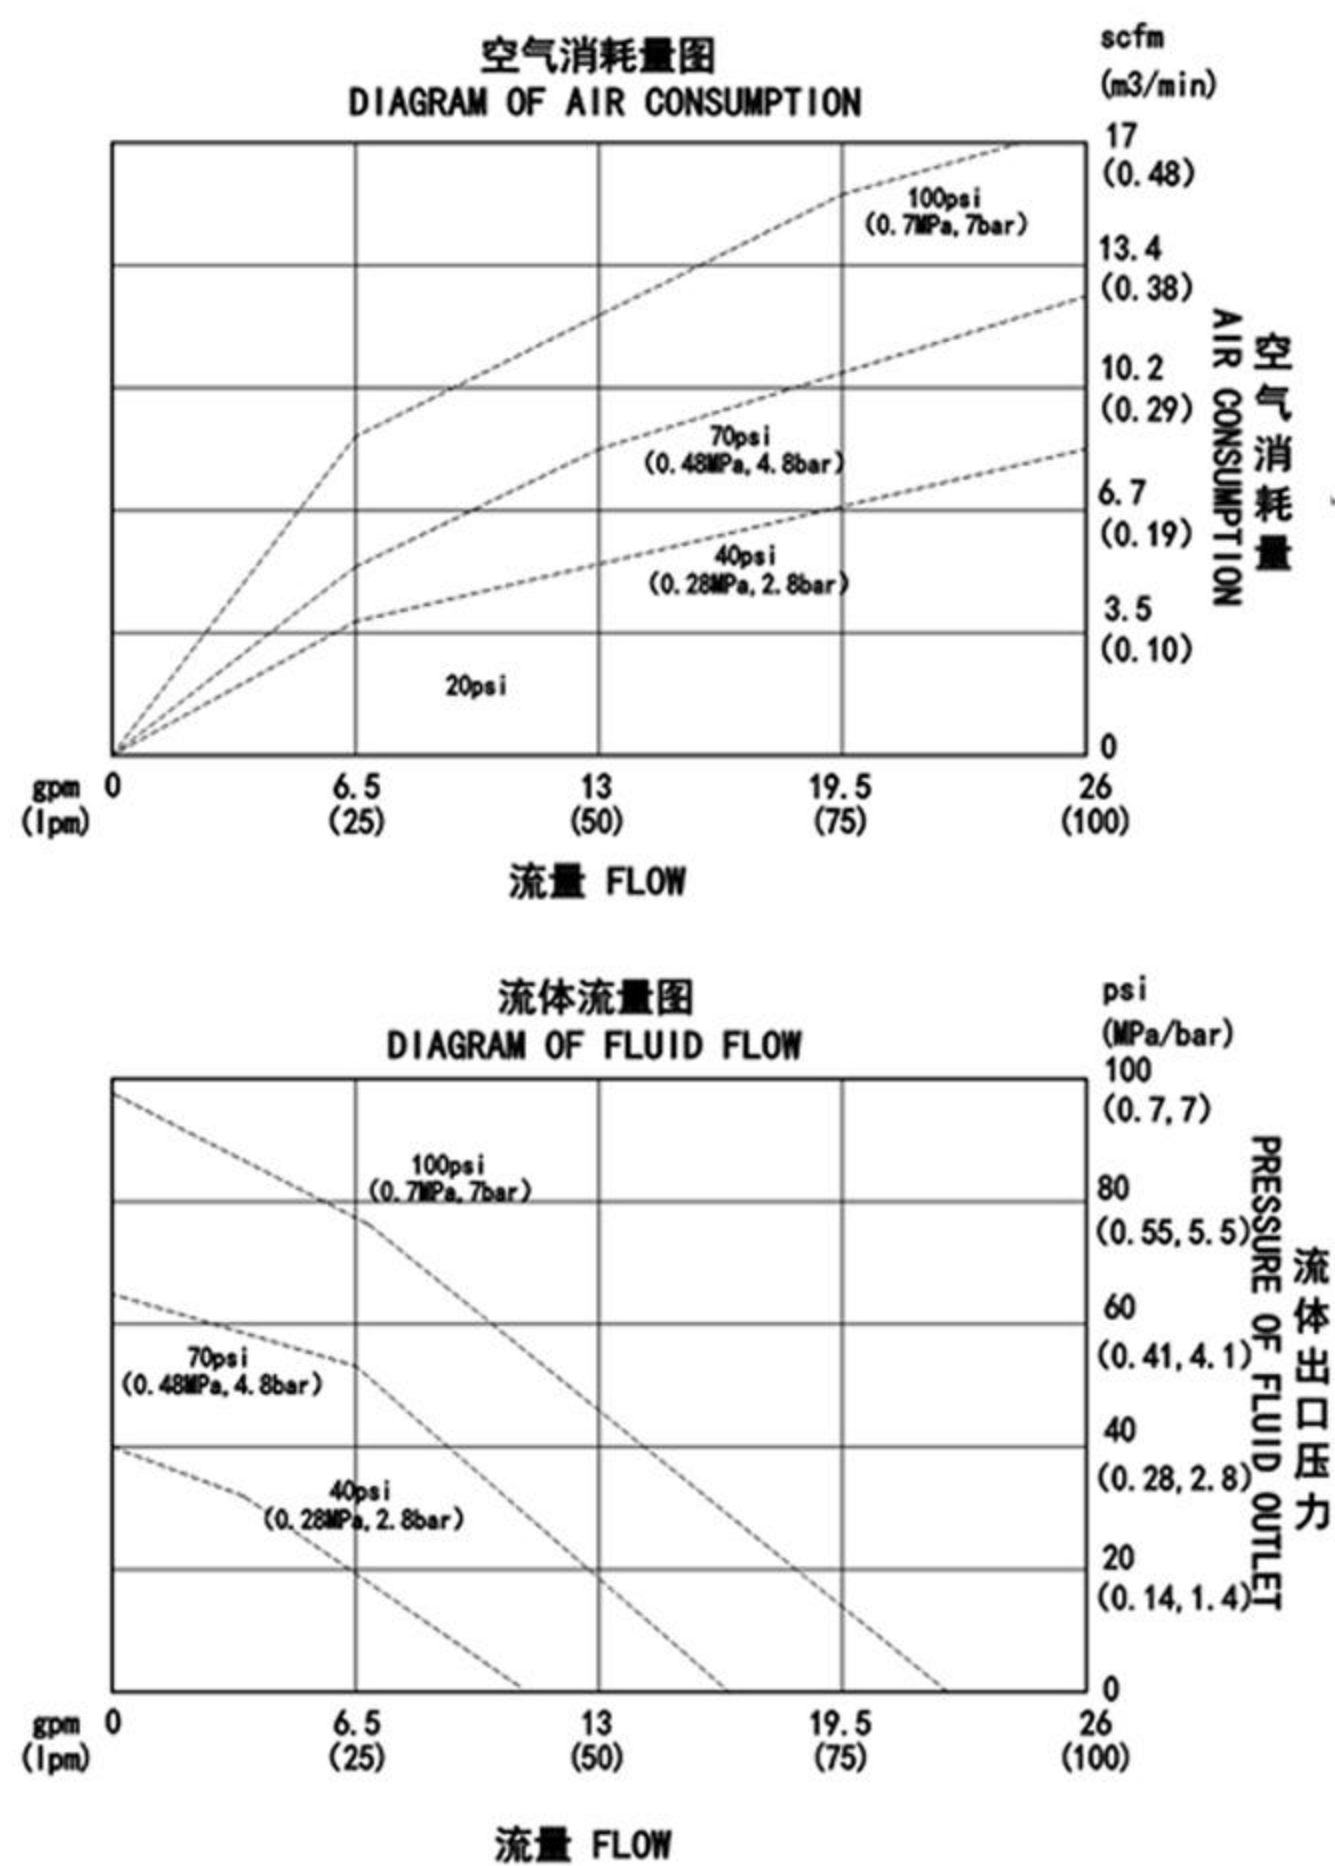 空气消耗量图
DIAGRAM OF AIR CONSUMPTION
scfm
(m3/min)
17
(0.48)
100psi
(0.7MPa,7bar)
13.4
(0.38)
10.2
(0.29)
70psi
(0.48MPa,4.8bar)
6.7
(0.19)
40psi
(0.28MPa,2.8bar)
3.5
(0.10)
20psi
0
AIR CONSUMPTION
空气消耗量
gpm 0 6.5 13 19.5 26
(lpm) (25) (50) (75) (100)
流量 FLOW
流体流量图
DIAGRAM OF FLUID FLOW
psi
(MPa/bar)
100
(0.7,7)
100psi
(0.7MPa,7bar)
80
(0.55,5.5)
60
(0.41,4.1)
70psi
(0.48MPa,4.8bar)
40
(0.28,2.8)
40psi
(0.28MPa,2.8bar)
20
(0.14,1.4)
0
PRESSURE OF FLUID OUTLET
流体出口压力
gpm 0 6.5 13 19.5 26
(lpm) (25) (50) (75) (100)
流量 FLOW